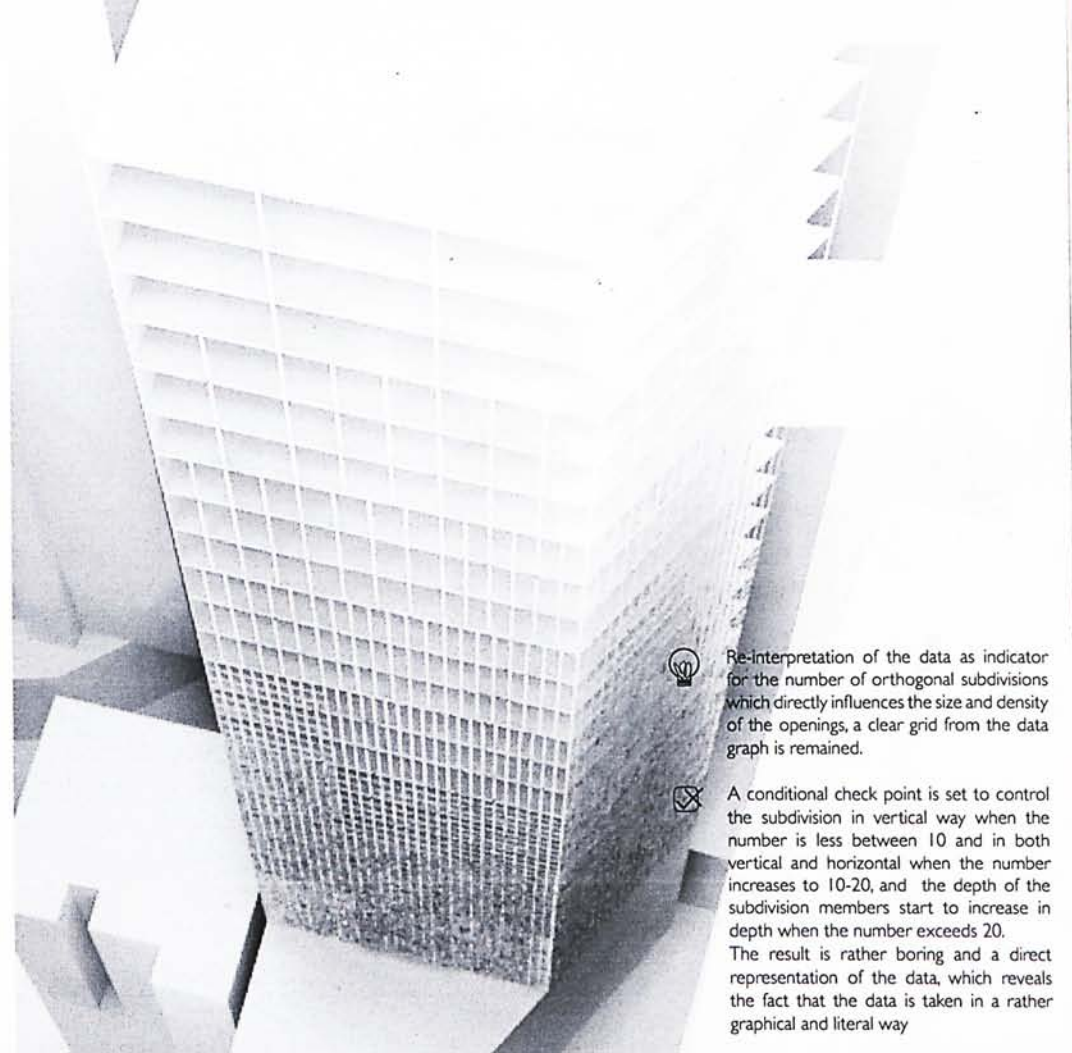 Re-interpretation of the data as indicator
for the number of orthogonal subdivisions
which directly influences the size and density
of the openings, a clear grid from the data
graph is remained.
A conditional check point is set to control
the subdivision in vertical way when the
number is less between 10 and in both
vertical and horizontal when the number
increases to 10-20, and the depth of the
subdivision members start to increase in
depth when the number exceeds 20.
The result is rather boring and a direct
representation of the data, which reveals
the fact that the data is taken in a rather
graphical and literal way